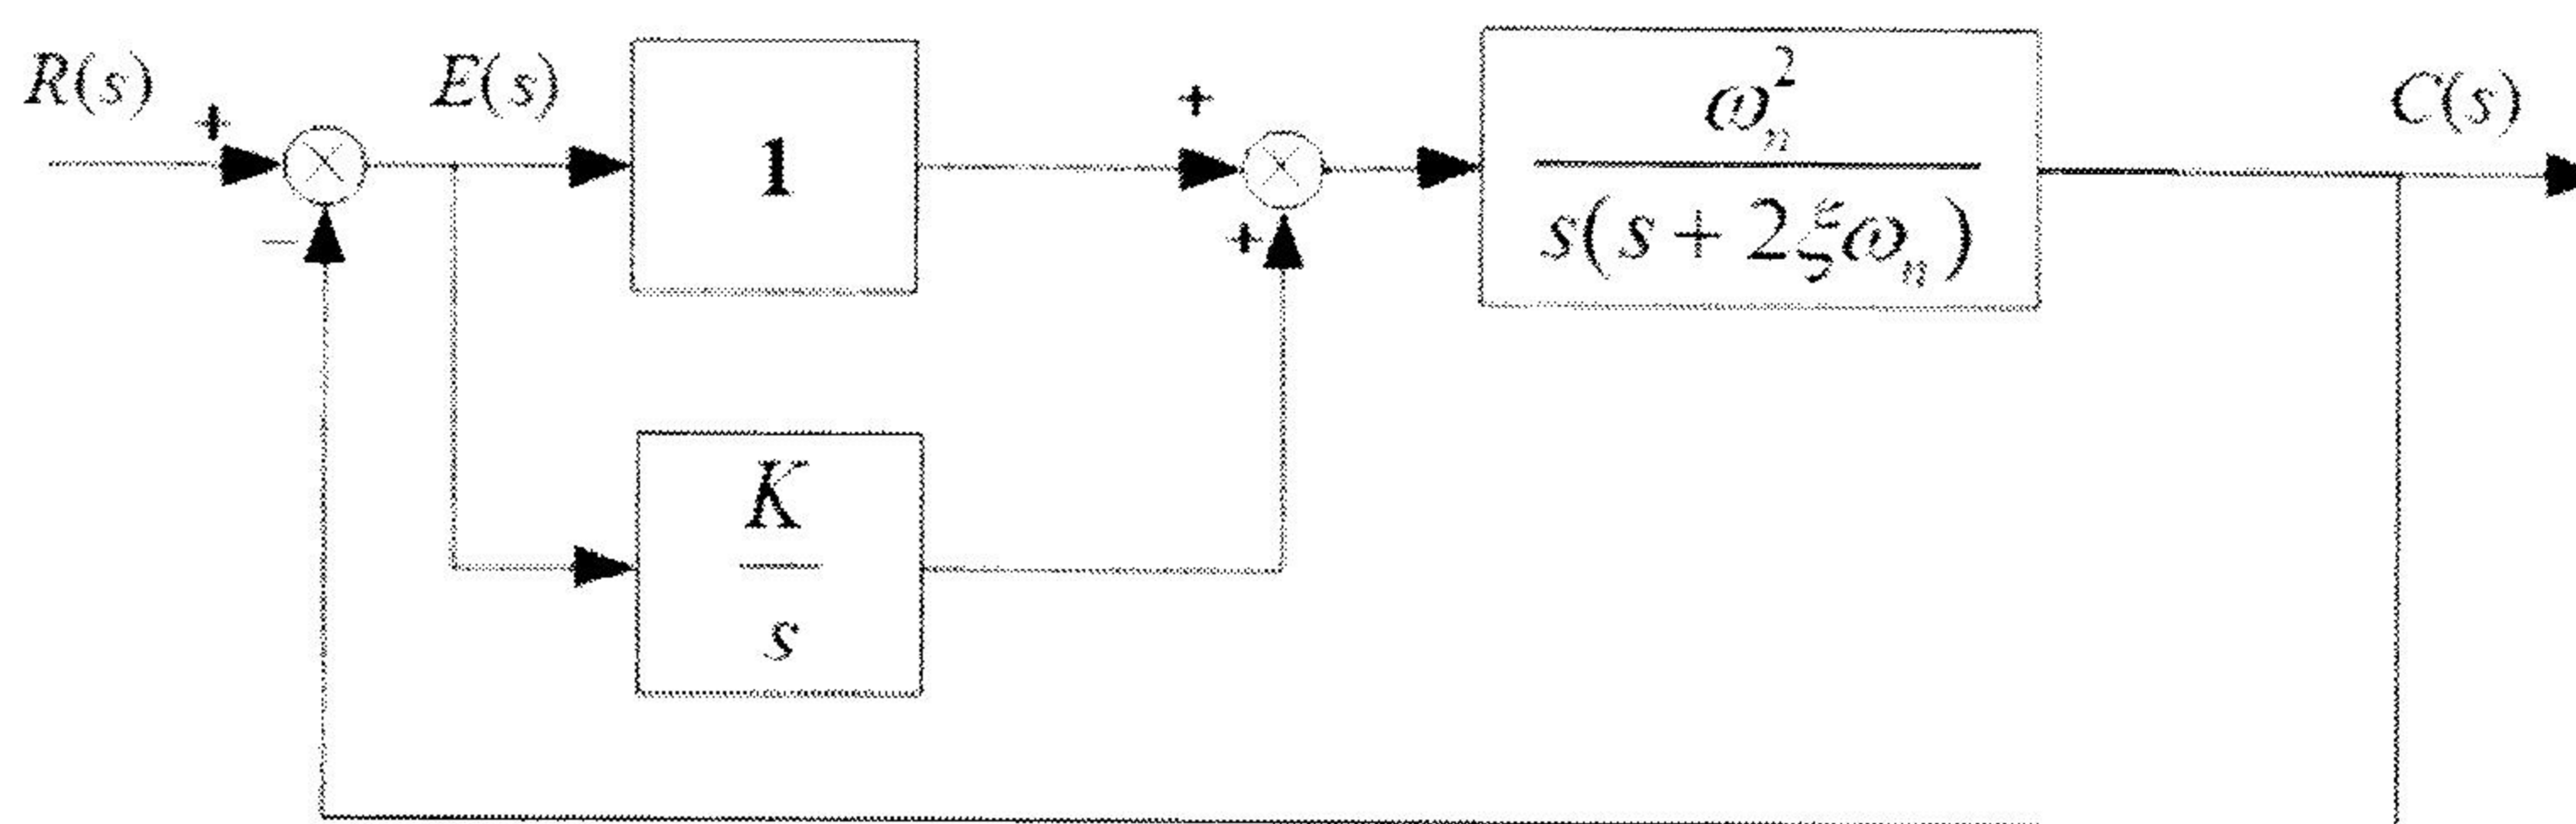 R(s)
+
−
E(s)
1
K
s
+
+
ω_n^2
s(s + 2ξω_n)
C(s)